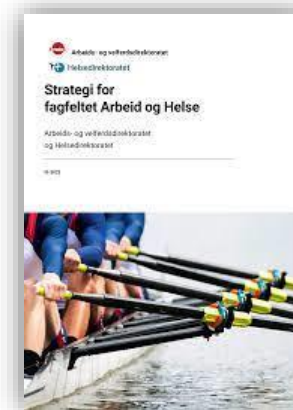 Arbeids- og velferdsdirektoratet
Helsedirektoratet
Strategi for
fagfeltet Arbeid og Helse
Arbeids- og velferdsdirektoratet
og Helsedirektoratet